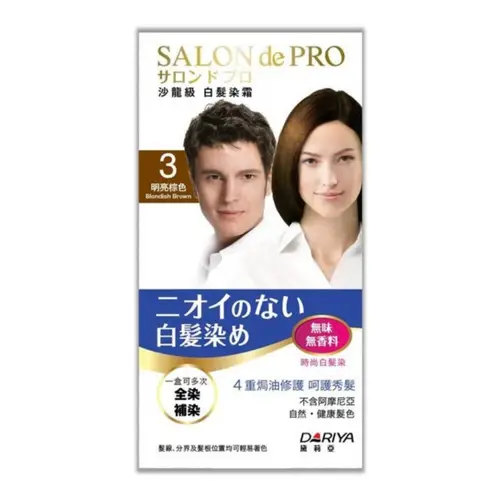 SALON de PRO
サロンドプロ
沙龍級 白髮染霜
3
明亮棕色
Blondish Brown
ニオイのない
白髮染め
無味
無香料
時尚白髮染
一盒可多次
全染
補染
4重焗油修護 呵護秀髮
不含阿摩尼亞
自然・健康髮色
髮線、分界及髮根位置均可輕易著色
DARIYA
黛莉亞